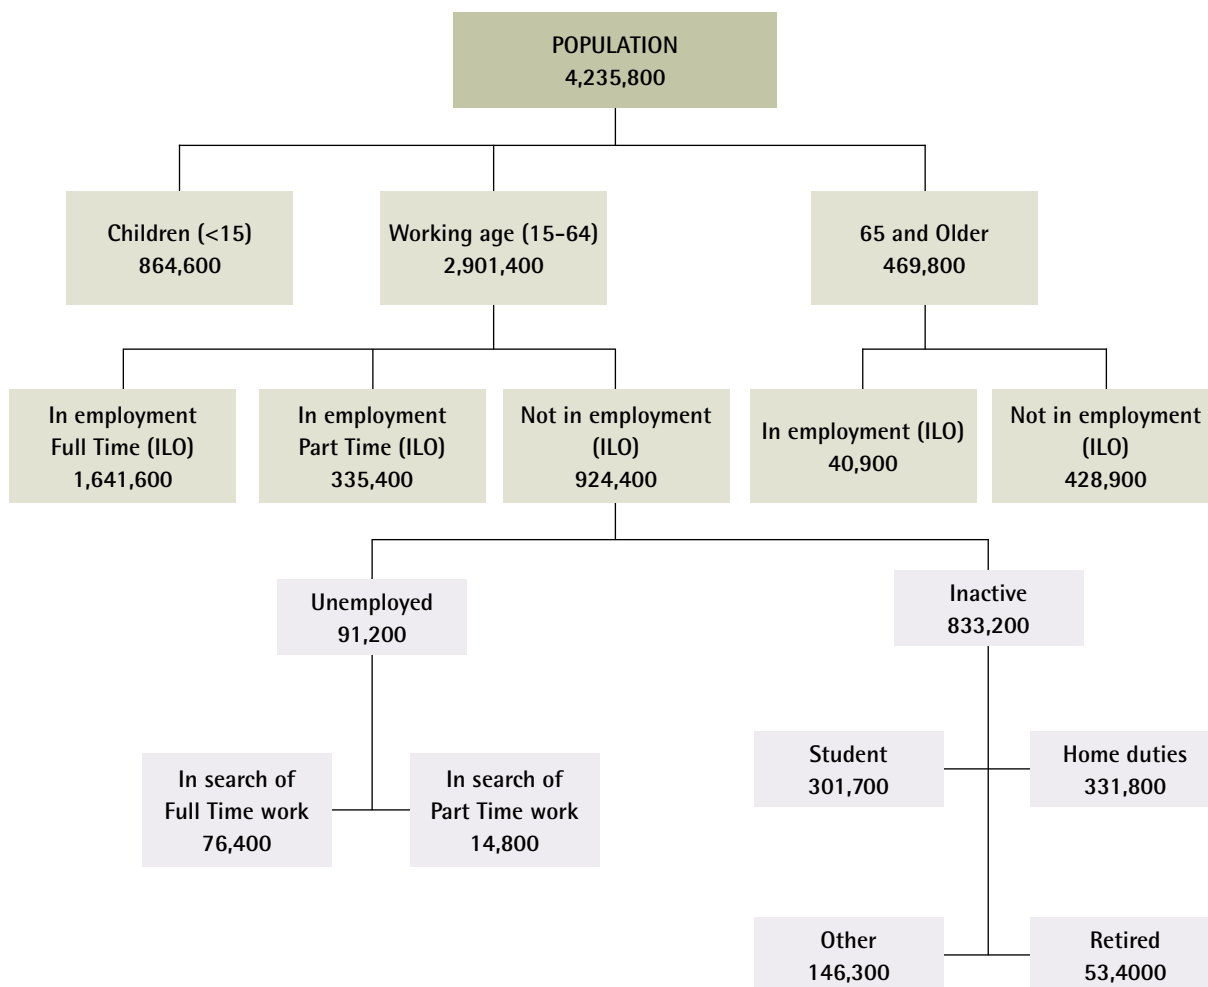 POPULATION
4,235,800
Children (<15)
864,600
Working age (15-64)
2,901,400
65 and Older
469,800
In employment
Full Time (ILO)
1,641,600
In employment
Part Time (ILO)
335,400
Not in employment
(ILO)
924,400
In employment (ILO)
40,900
Not in employment
(ILO)
428,900
Unemployed
91,200
Inactive
833,200
In search of
Full Time work
76,400
In search of
Part Time work
14,800
Student
301,700
Home duties
331,800
Other
146,300
Retired
53,4000